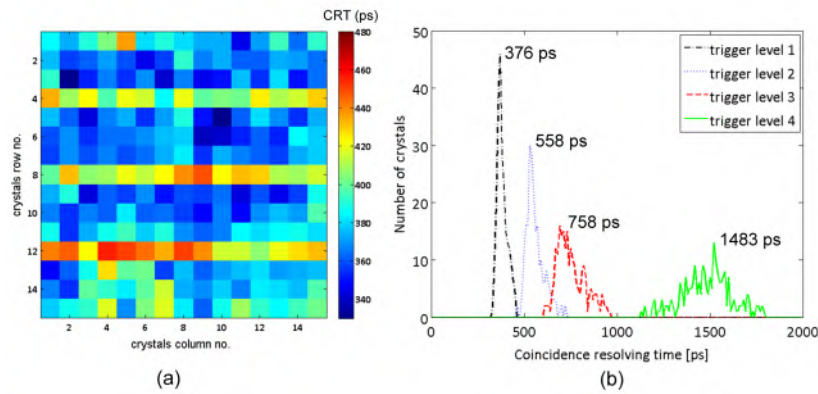 CRT (ps)
480
460
440
420
400
380
360
340
2
4
6
8
10
12
14
crystals row no.
2 4 6 8 10 12 14
crystals column no.
(a)
50
40
30
20
10
0
Number of crystals
376 ps
558 ps
758 ps
1483 ps
trigger level 1
trigger level 2
trigger level 3
trigger level 4
0 500 1000 1500 2000
Coincidence resolving time [ps]
(b)